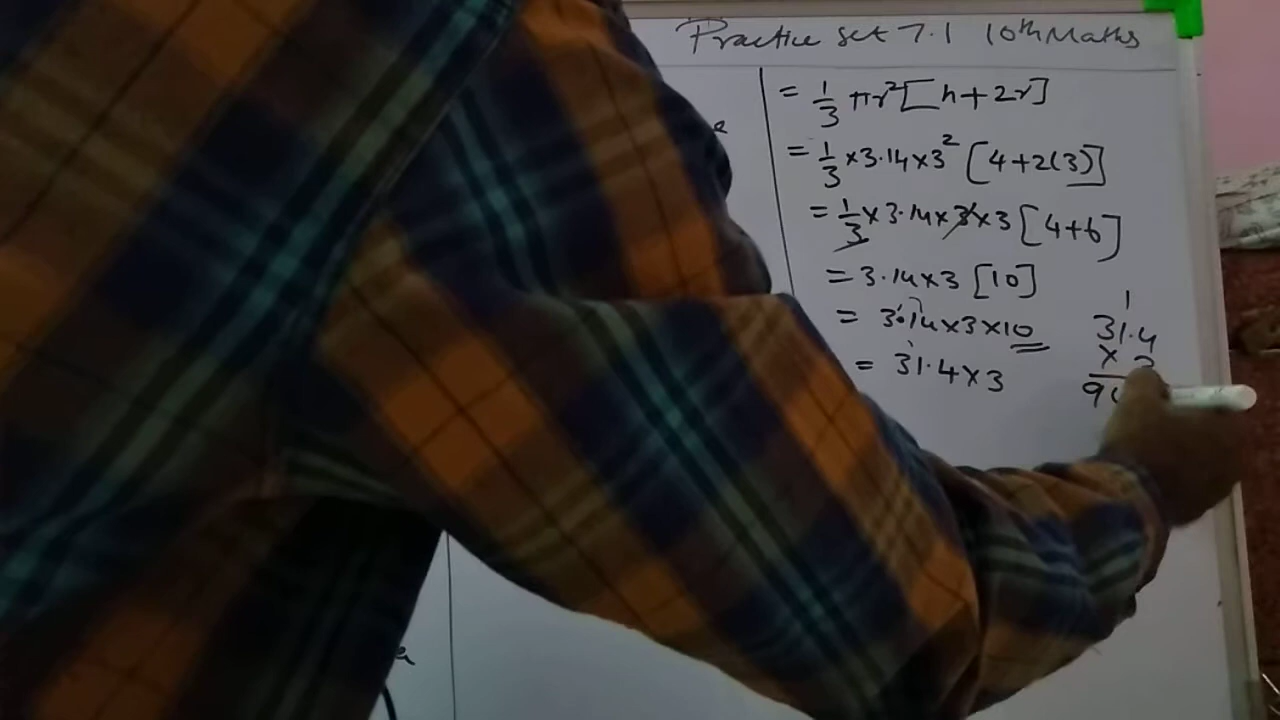 Practice set 7.1 10th Maths
= 1/3 πr² [h+2r]
= 1/3 ×3.14×3² [4+2(3)]
= 1/3 ×3.14×3×3 [4+6]
= 3.14×3 [10]
= 3.14×3×10
= 31.4×3
1
31.4
×
9